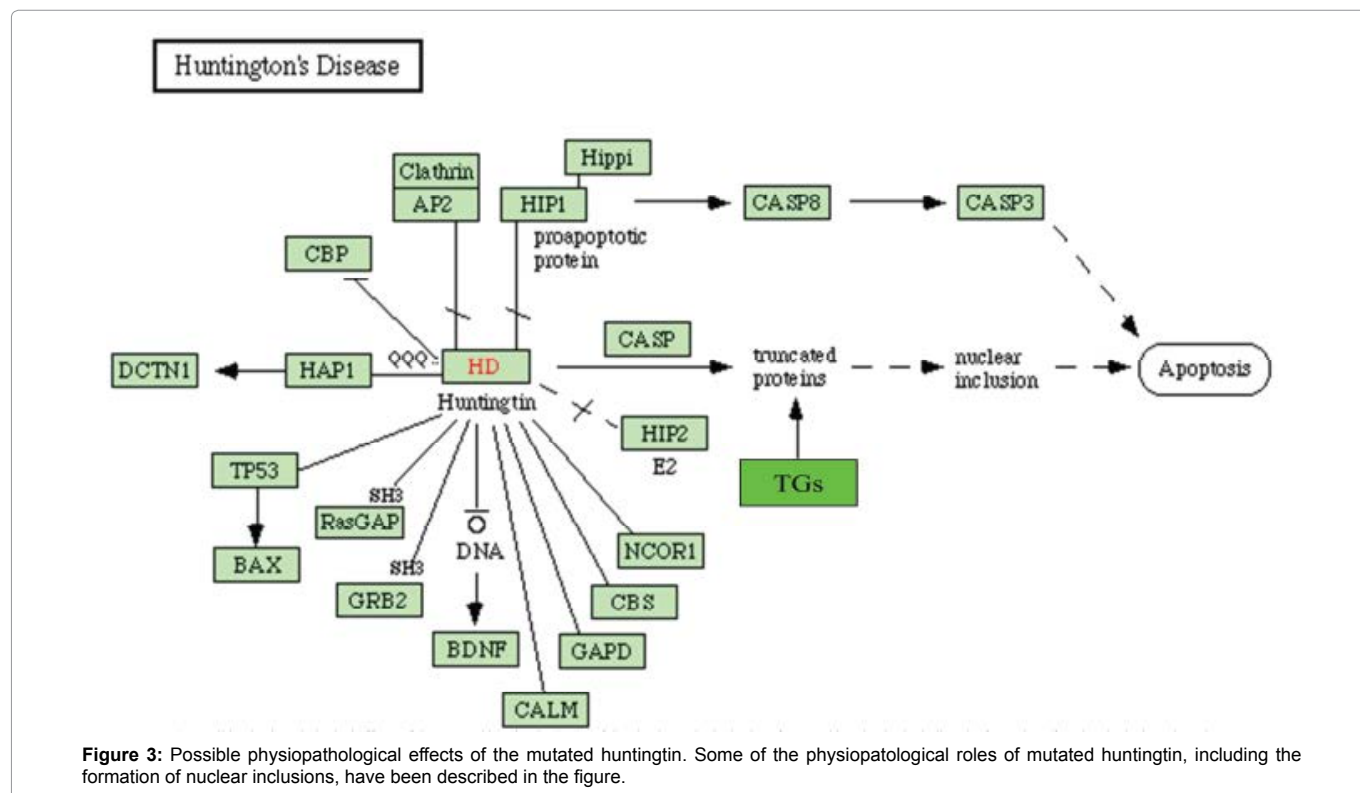 Huntington's Disease
Hippi
Clathrin
AP2
HIP1
CASP8
CASP3
proapoptotic
protein
CBP
CASP
QQQ..
HD
DCTN1
HAP1
truncated
proteins
nuclear
inclusion
Apoptosis
Huntingtin
HIP2
E2
TP53
TGs
SH3
RasGAP
DNA
NCOR1
BAX
SH3
GRB2
CBS
BDNF
GAPD
CALM
Figure 3: Possible physiopathological effects of the mutated huntingtin. Some of the physiopatological roles of mutated huntingtin, including the
formation of nuclear inclusions, have been described in the figure.